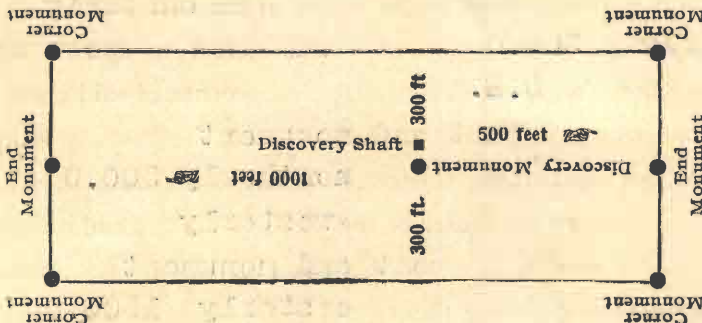 Corner
Monument
Corner
Monument
300 ft
500 feet
Discovery Shaft
Discovery Monument
End
Monument
End
Monument
1000 feet
300 ft.
Corner
Monument
Corner
Monument